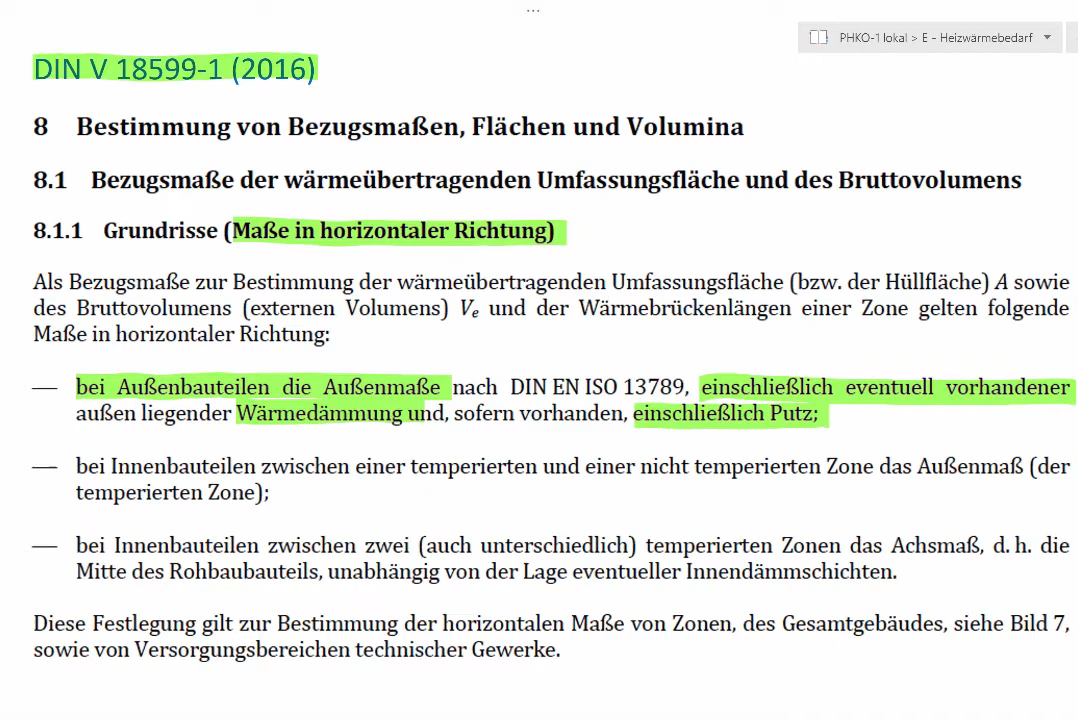 ...
PHKO-1 lokal > E - Heizwärmebedarf
DIN V 18599-1 (2016)
8 Bestimmung von Bezugsmaßen, Flächen und Volumina
8.1 Bezugsmaße der wärmeübertragenden Umfassungsfläche und des Bruttovolumens
8.1.1 Grundrisse (Maße in horizontaler Richtung)
Als Bezugsmaße zur Bestimmung der wärmeübertragenden Umfassungsfläche (bzw. der Hüllfläche) A sowie
des Bruttovolumens (externen Volumens) Vₑ und der Wärmebrückenlängen einer Zone gelten folgende
Maße in horizontaler Richtung:
— bei Außenbauteilen die Außenmaße nach DIN EN ISO 13789, einschließlich eventuell vorhandener
außen liegender Wärmedämmung und, sofern vorhanden, einschließlich Putz;
— bei Innenbauteilen zwischen einer temperierten und einer nicht temperierten Zone das Außenmaß (der
temperierten Zone);
— bei Innenbauteilen zwischen zwei (auch unterschiedlich) temperierten Zonen das Achsmaß, d. h. die
Mitte des Rohbaubauteils, unabhängig von der Lage eventueller Innendämmschichten.
Diese Festlegung gilt zur Bestimmung der horizontalen Maße von Zonen, des Gesamtgebäudes, siehe Bild 7,
sowie von Versorgungsbereichen technischer Gewerke.